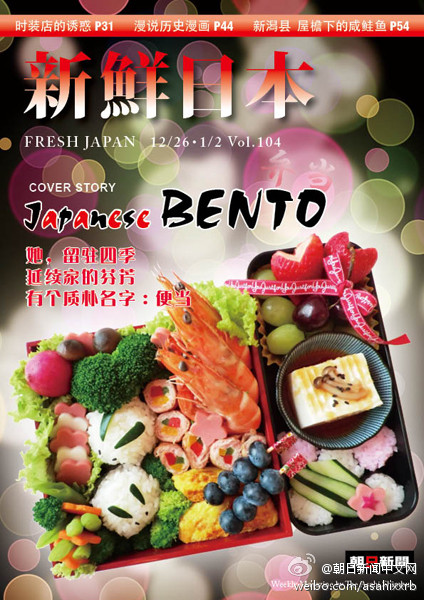 时装店的诱惑 P31 漫说历史漫画 P44 新潟县 屋檐下的咸鲑鱼 P54
新鮮日本
FRESH JAPAN 12/26·1/2 Vol.104
COVER STORY
Japanese BENTO
她，留驻四季
延续家的芬芳
有个质朴名字：便当
朝日新聞
@朝日新闻中文网
weibo.com/asahixxrb